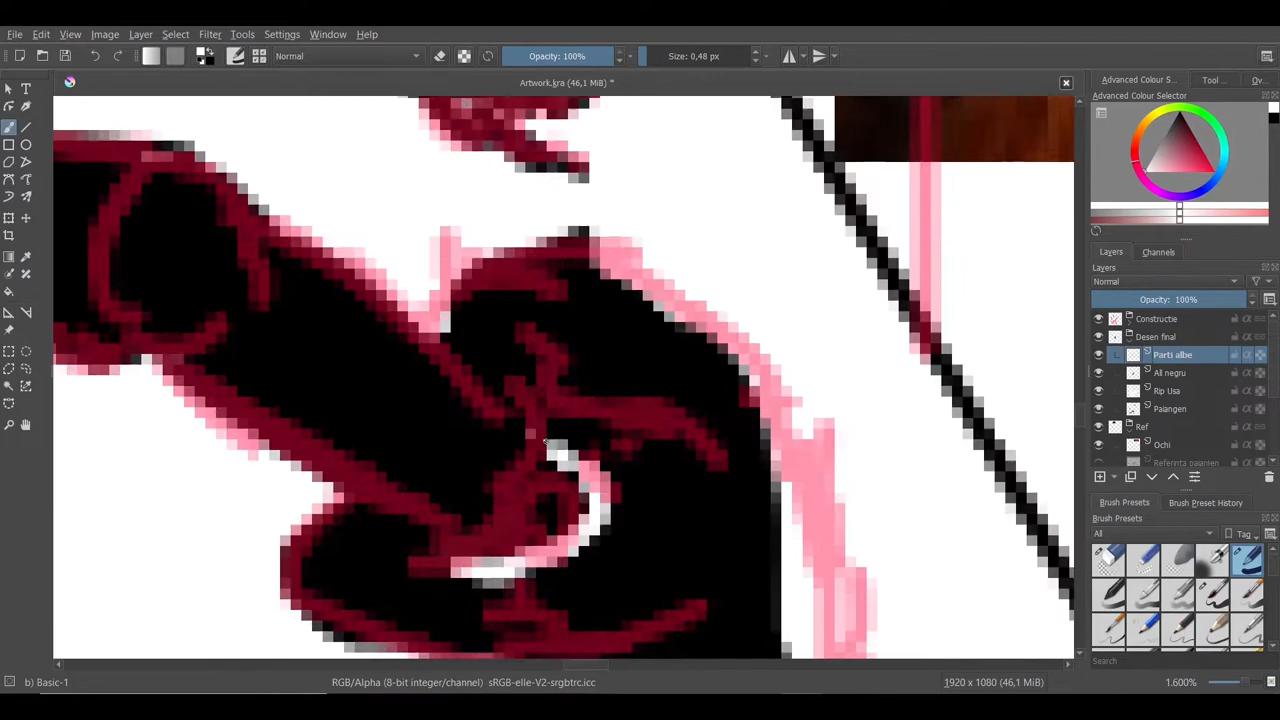 File Edit View Image Layer Select Filter Tools Settings Window Help
Normal Opacity: 100% Size: 0,48 px
Artwork.kra (46,1 MiB) *
Advanced Colour S... Tool ... Ov...
Advanced Colour Selector
Layers Channels
Layers
Normal
Opacity: 100%
Constructie
Desen final
Parti albe
All negru
Rip Usa
Paiangen
Ref
Ochi
Referinta paianjen
Brush Presets Brush Preset History
Brush Presets
All Tag
Search
b) Basic-1 RGB/Alpha (8-bit integer/channel) sRGB-elle-V2-srgbtrc.icc 1920 x 1080 (46,1 MiB) 1.600%